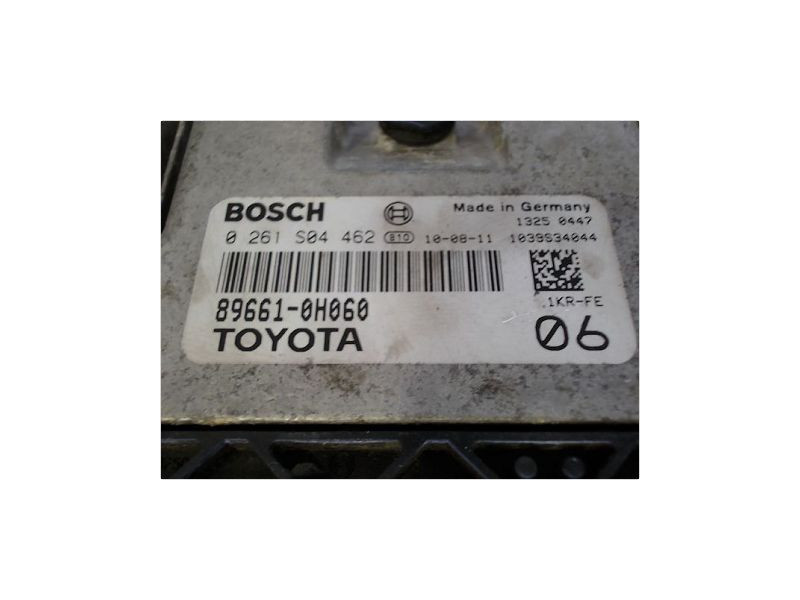 BOSCH Made in Germany
1325 0447
0 261 S04 462 810 10-08-11 1039S34044
89661-0H060 .1KR-FE
TOYOTA 06